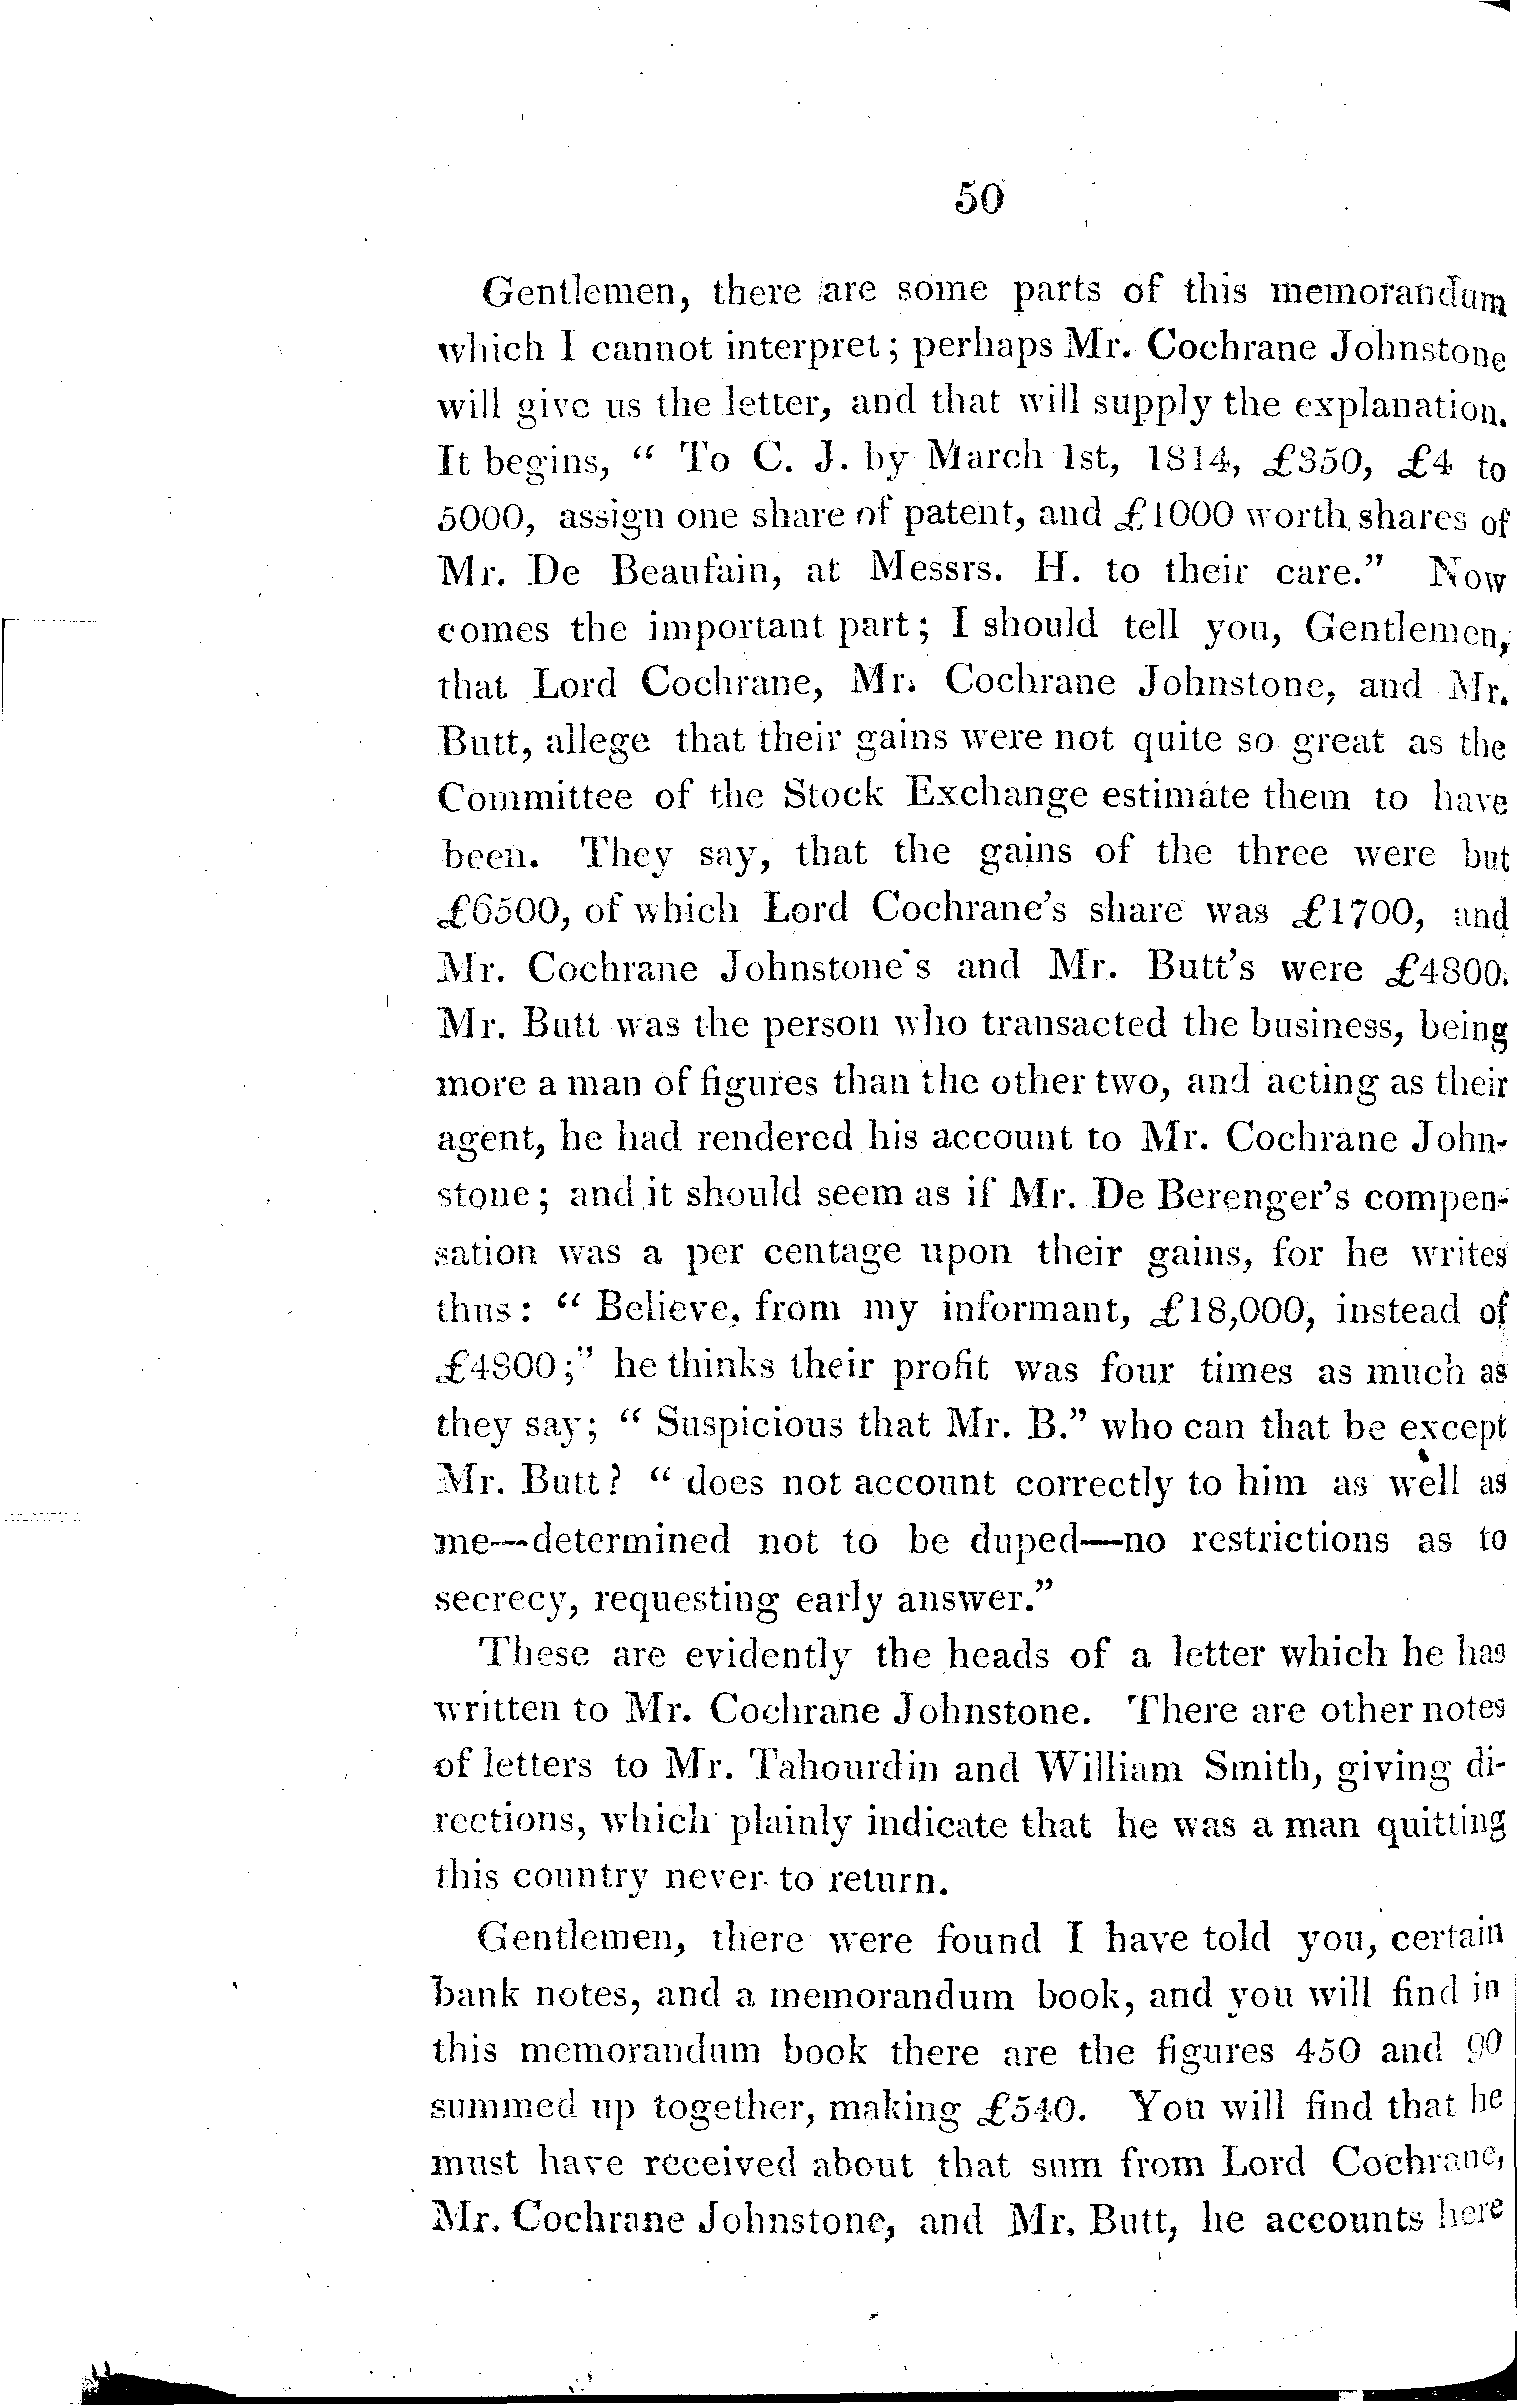 50
Gentlemen, there are some parts of this memorandum
which I cannot interpret; perhaps Mr. Cochrane Johnstone
will give us the letter, and that will supply the explanation.
It begins, “ To C. J. by March 1st, 1814, £350, £4 to
5000, assign one share of patent, and £1000 worth shares of
Mr. De Beaufain, at Messrs. H. to their care.” Now
comes the important part; I should tell you, Gentlemen,
that Lord Cochrane, Mr. Cochrane Johnstone, and Mr.
Butt, allege that their gains were not quite so great as the
Committee of the Stock Exchange estimate them to have
been. They say, that the gains of the three were but
£6500, of which Lord Cochrane's share was £1700, and
Mr. Cochrane Johnstone's and Mr. Butt's were £4800.
Mr. Butt was the person who transacted the business, being
more a man of figures than the other two, and acting as their
agent, he had rendered his account to Mr. Cochrane John-
stone; and it should seem as if Mr. De Berenger's compen-
sation was a per centage upon their gains, for he writes
thus: “ Believe, from my informant, £18,000, instead of
£4800;” he thinks their profit was four times as much as
they say; “ Suspicious that Mr. B.” who can that be except
Mr. Butt? “ does not account correctly to him as well as
me—determined not to be duped—no restrictions as to
secrecy, requesting early answer.”
These are evidently the heads of a letter which he has
written to Mr. Cochrane Johnstone. There are other notes
of letters to Mr. Tahourdin and William Smith, giving di-
rections, which plainly indicate that he was a man quitting
this country never to return.
Gentlemen, there were found I have told you, certain
bank notes, and a memorandum book, and you will find in
this memorandum book there are the figures 450 and 90
summed up together, making £540. You will find that he
must have received about that sum from Lord Cochrane,
Mr. Cochrane Johnstone, and Mr. Butt, he accounts here